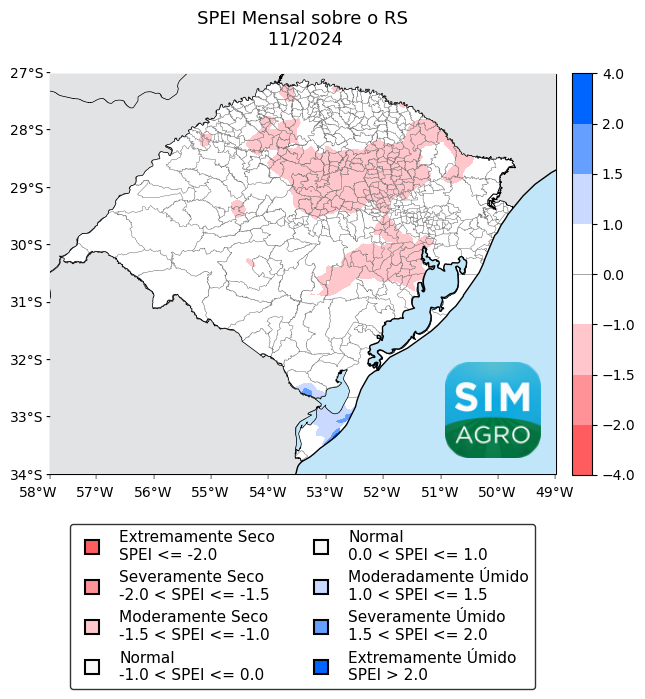 SPEI Mensal sobre o RS
11/2024
27°S
28°S
29°S
30°S
31°S
32°S
33°S
34°S
58°W
57°W
56°W
55°W
54°W
53°W
52°W
51°W
50°W
49°W
4.0
2.0
1.5
1.0
0.0
−1.0
−1.5
−2.0
−4.0
SIM
AGRO
Extremamente Seco
SPEI <= -2.0
Severamente Seco
-2.0 < SPEI <= -1.5
Moderamente Seco
-1.5 < SPEI <= -1.0
Normal
-1.0 < SPEI <= 0.0
Normal
0.0 < SPEI <= 1.0
Moderadamente Úmido
1.0 < SPEI <= 1.5
Severamente Úmido
1.5 < SPEI <= 2.0
Extremamente Úmido
SPEI > 2.0